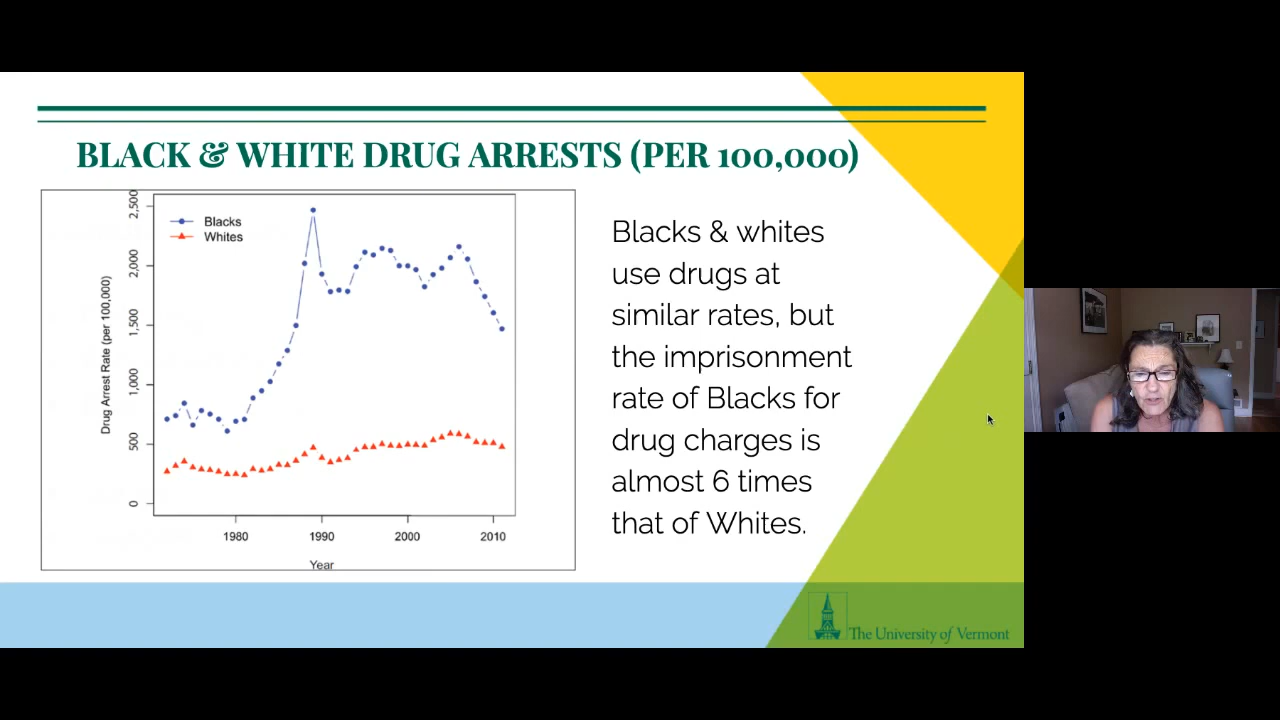 BLACK & WHITE DRUG ARRESTS (PER 100,000)
Blacks
Whites
Drug Arrest Rate (per 100,000)
2,500
2,000
1,500
1,000
500
0
1980 1990 2000 2010
Year
Blacks & whites
use drugs at
similar rates, but
the imprisonment
rate of Blacks for
drug charges is
almost 6 times
that of Whites.
The University of Vermont